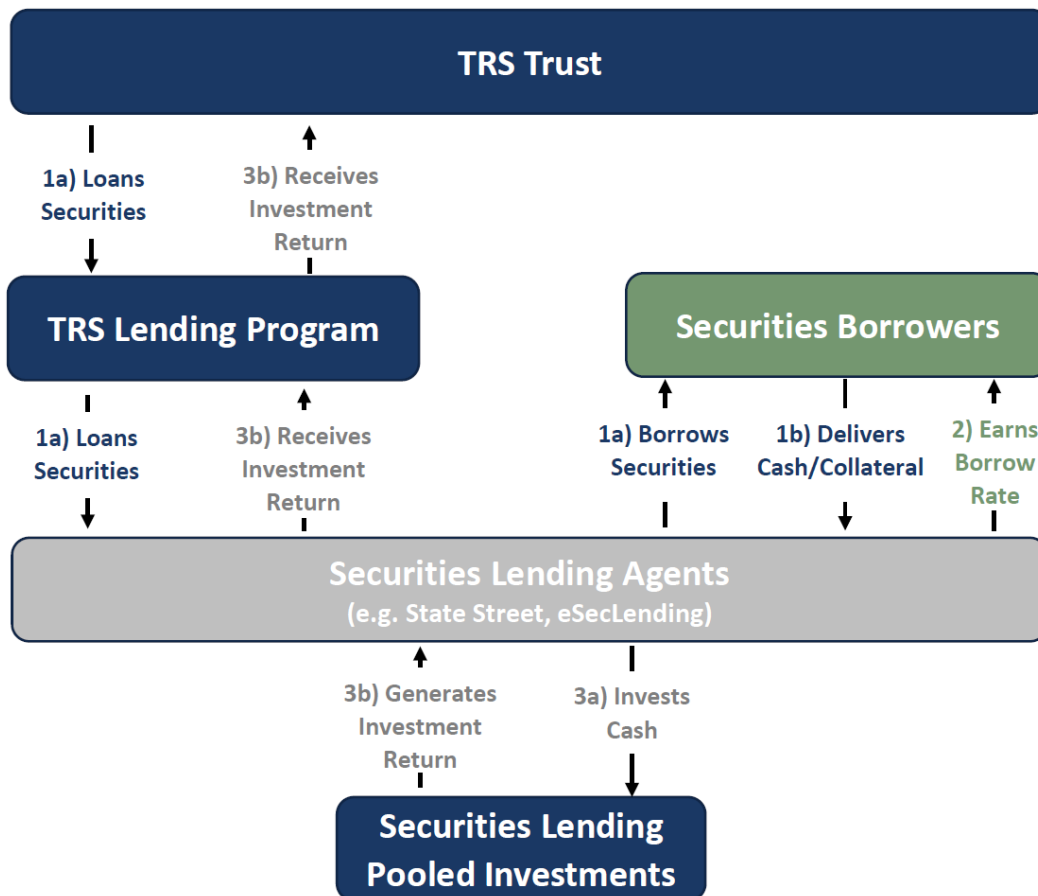 TRS Trust
1a) Loans
Securities
3b) Receives
Investment
Return
TRS Lending Program
Securities Borrowers
1a) Loans
Securities
3b) Receives
Investment
Return
1a) Borrows
Securities
1b) Delivers
Cash/Collateral
2) Earns
Borrow
Rate
Securities Lending Agents
(e.g. State Street, eSecLending)
3b) Generates
Investment
Return
3a) Invests
Cash
Securities Lending
Pooled Investments